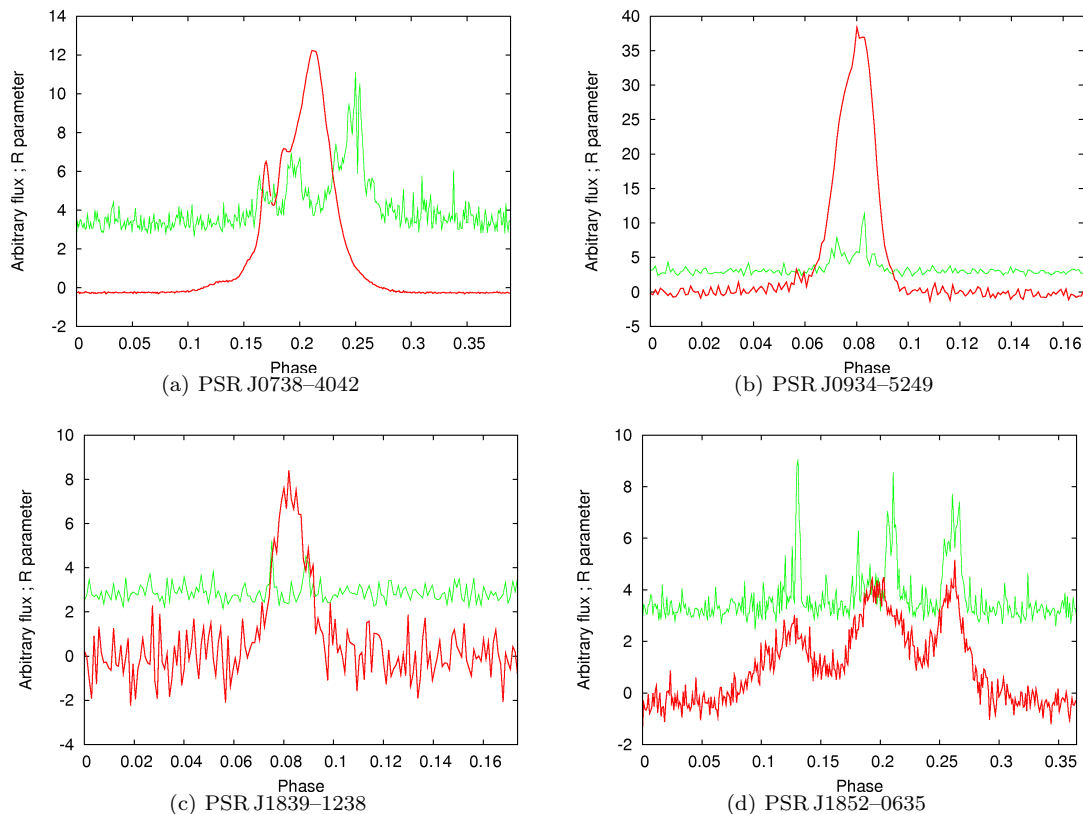 14
12
10
8
6
4
2
0
-2
Arbitrary flux ; R parameter
0 0.05 0.1 0.15 0.2 0.25 0.3 0.35
Phase
(a) PSR J0738–4042
40
35
30
25
20
15
10
5
0
-5
Arbitrary flux ; R parameter
0 0.02 0.04 0.06 0.08 0.1 0.12 0.14 0.16
Phase
(b) PSR J0934–5249
10
8
6
4
2
0
-2
-4
Arbitrary flux ; R parameter
0 0.02 0.04 0.06 0.08 0.1 0.12 0.14 0.16
Phase
(c) PSR J1839–1238
10
8
6
4
2
0
-2
Arbitrary flux ; R parameter
0 0.05 0.1 0.15 0.2 0.25 0.3 0.35
Phase
(d) PSR J1852–0635